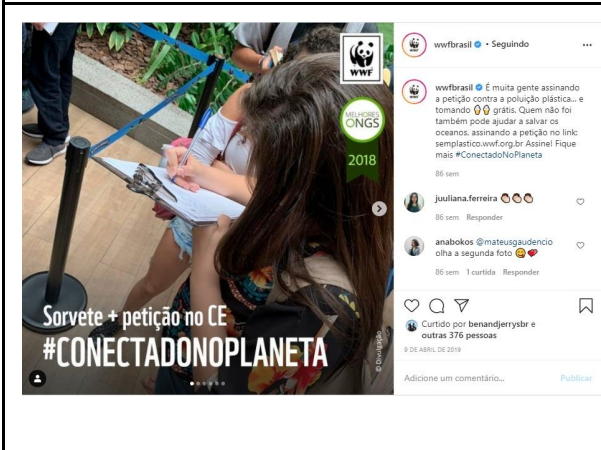 WWF
MELHORES
ONGS
2018
Sorvete + petição no CE
#CONECTADONOPLANETA
© Divulgação
wwfbrasil • Seguindo
wwfbrasil É muita gente assinando
a petição contra a poluição plástica... e
tomando 🍦🍦 grátis. Quem não foi
também pode ajudar a salvar os
oceanos. assinando a petição no link:
semplastico.wwf.org.br Assine! Fique
mais #ConectadoNoPlaneta
86 sem
juuliana.ferreira 👏👏👏
86 sem Responder
anabokos @mateusgaudencio
olha a segunda foto 😋💝
86 sem 1 curtida Responder
Curtido por benandjerrysbr e
outras 376 pessoas
9 DE ABRIL DE 2019
Adicione um comentário... Publicar